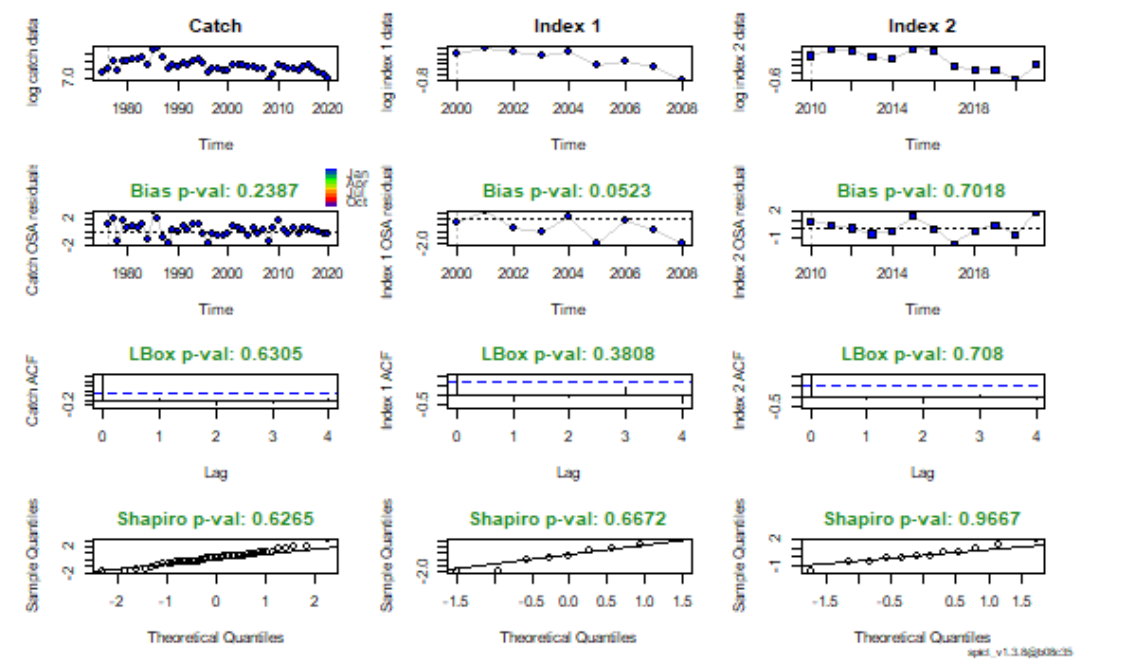 Catch Index 1 Index 2
log catch data log index 1 data log index 2 data
7.0 -0.8 -0.6
1980 1990 2000 2010 2020 2000 2002 2004 2006 2008 2010 2014 2018
Time Time Time
Bias p-val: 0.2387 Bias p-val: 0.0523 Bias p-val: 0.7018
Jan
Apr
Jul
Oct
Catch OSA residuals Index 1 OSA residual Index 2 OSA residual
2 -2 -2.0 2 -1
1980 1990 2000 2010 2020 2000 2002 2004 2006 2008 2010 2014 2018
Time Time Time
LBox p-val: 0.6305 LBox p-val: 0.3808 LBox p-val: 0.708
Catch ACF Index 1 ACF Index 2 ACF
-0.2 -0.5 -0.5
0 1 2 3 4 0 1 2 3 4 0 1 2 3 4
Lag Lag Lag
Shapiro p-val: 0.6265 Shapiro p-val: 0.6672 Shapiro p-val: 0.9667
Sample Quantiles Sample Quantiles Sample Quantiles
2 -2 -2.0 2 -1
-2 -1 0 1 2 -1.5 -0.5 0.0 0.5 1.0 1.5 -1.5 -0.5 0.5 1.0 1.5
Theoretical Quantiles Theoretical Quantiles Theoretical Quantiles
spict_v1.3.8@b08c35